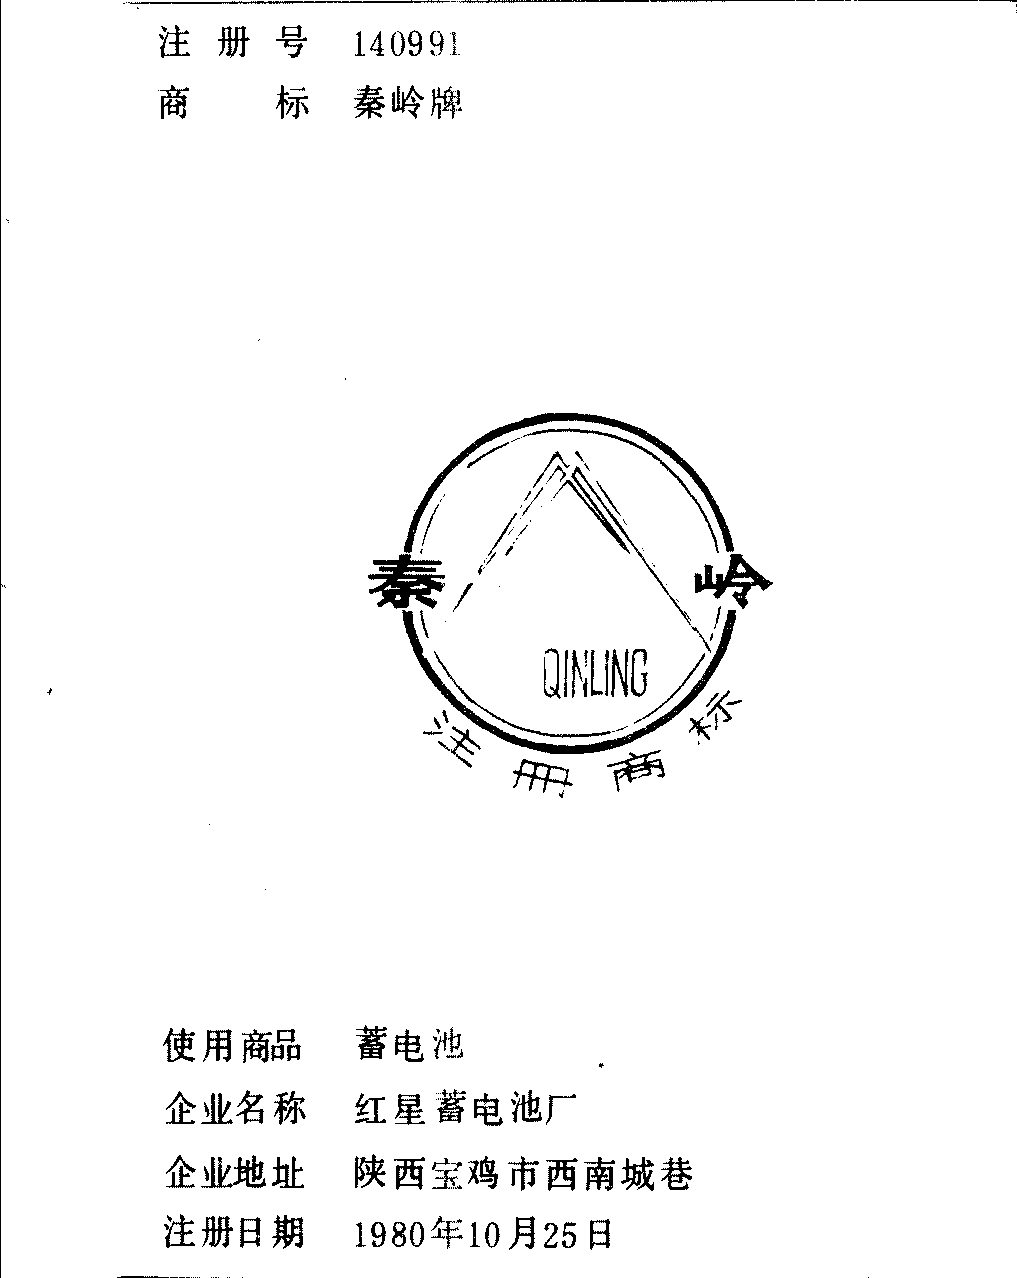 注册号 140991
商标 秦岭牌
秦岭
QINLING
注册商标
使用商品 蓄电池
企业名称 红星蓄电池厂
企业地址 陕西宝鸡市西南城巷
注册日期 1980年10月25日